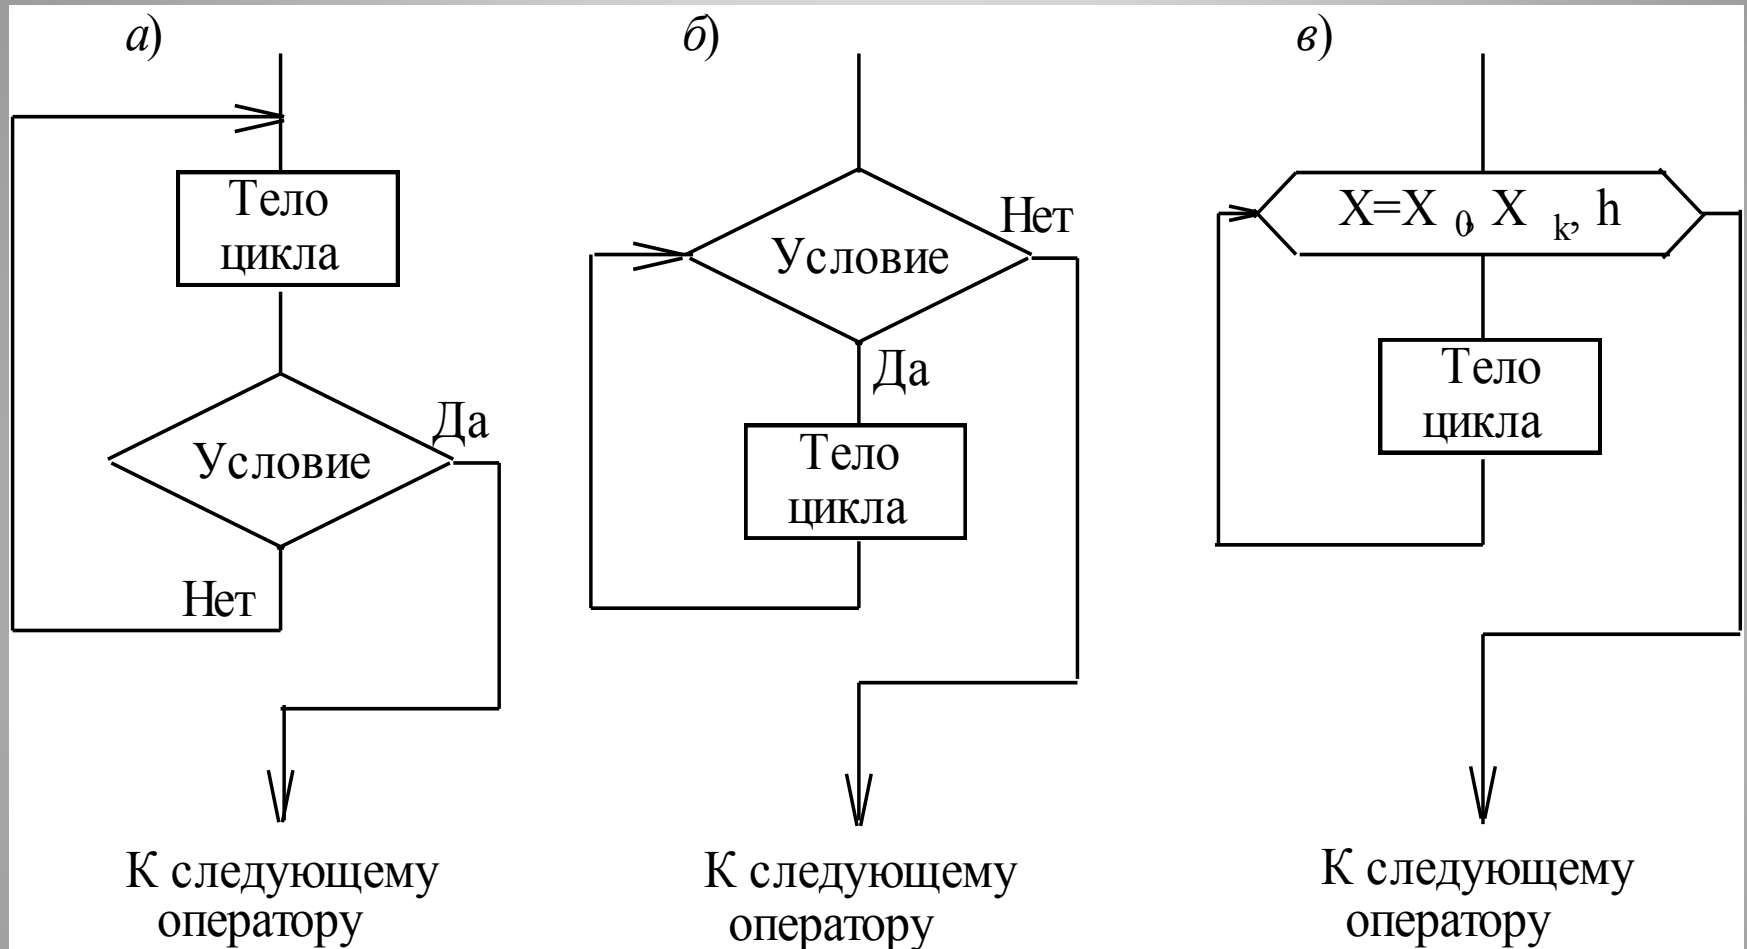 а)
Тело
цикла
Условие
Да
Нет
К следующему
оператору
б)
Условие
Нет
Да
Тело
цикла
К следующему
оператору
в)
X=X 0, X k, h
Тело
цикла
К следующему
оператору